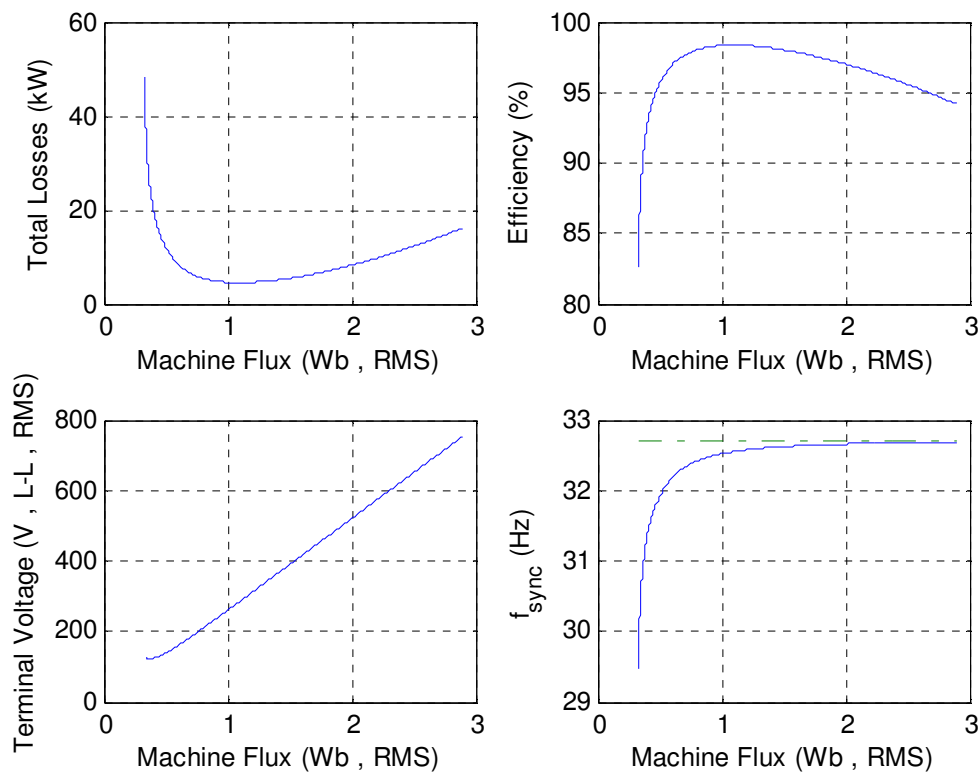 60
40
20
0
0 1 2 3
Total Losses (kW)
Machine Flux (Wb , RMS)
100
95
90
85
80
0 1 2 3
Efficiency (%)
Machine Flux (Wb , RMS)
800
600
400
200
0
0 1 2 3
Terminal Voltage (V , L-L , RMS)
Machine Flux (Wb , RMS)
33
32
31
30
29
0 1 2 3
f_sync (Hz)
Machine Flux (Wb , RMS)